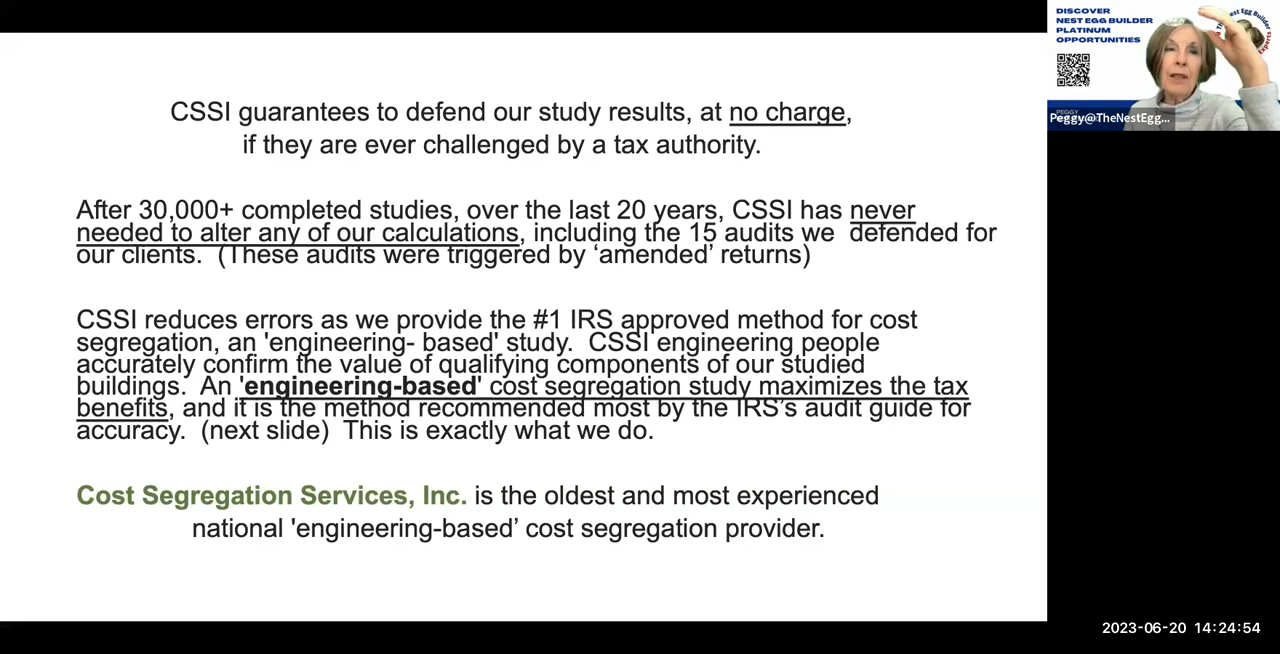 CSSI guarantees to defend our study results, at no charge,
if they are ever challenged by a tax authority.
After 30,000+ completed studies, over the last 20 years, CSSI has never
needed to alter any of our calculations, including the 15 audits we  defended for
our clients.  (These audits were triggered by ‘amended’ returns)
CSSI reduces errors as we provide the #1 IRS approved method for cost
segregation, an 'engineering- based' study.  CSSI engineering people
accurately confirm the value of qualifying components of our studied
buildings.  An 'engineering-based' cost segregation study maximizes the tax
benefits, and it is the method recommended most by the IRS’s audit guide for
accuracy.  (next slide)  This is exactly what we do.
Cost Segregation Services, Inc. is the oldest and most experienced
national 'engineering-based’ cost segregation provider.
DISCOVER
NEST EGG BUILDER
PLATINUM
OPPORTUNITIES
Nest Egg Builder
Experts
PEGGY
Peggy@TheNestEgg...
2023-06-20 14:24:54